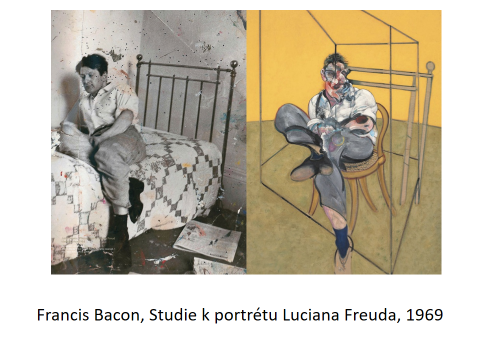 Francis Bacon, Studie k portrétu Luciana Freuda, 1969